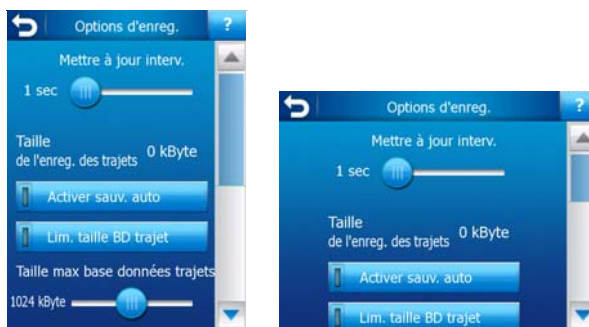 Options d'enreg. ?
Mettre à jour interv.
1 sec
Taille
de l'enreg. des trajets 0 kByte
Activer sauv. auto
Lim. taille BD trajet
Taille max base données trajets
1024 kByte
Options d'enreg. ?
Mettre à jour interv.
1 sec
Taille
de l'enreg. des trajets 0 kByte
Activer sauv. auto
Lim. taille BD trajet